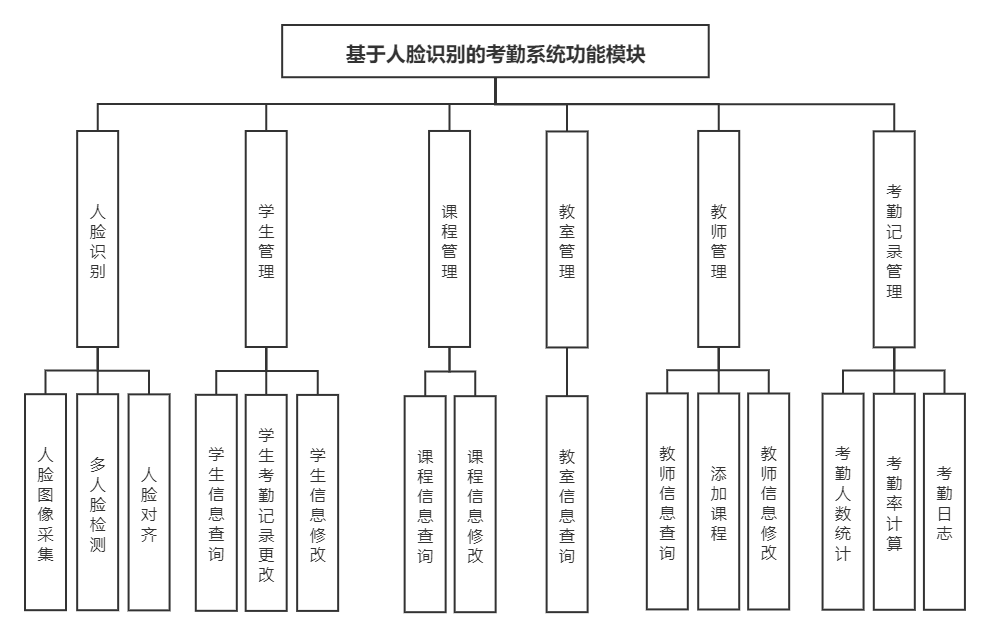 基于人脸识别的考勤系统功能模块
人脸识别
学生管理
课程管理
教室管理
教师管理
考勤记录管理
人脸图像采集
多人脸检测
人脸对齐
学生信息查询
学生考勤记录更改
学生信息修改
课程信息查询
课程信息修改
教室信息查询
教师信息查询
添加课程
教师信息修改
考勤人数统计
考勤率计算
考勤日志